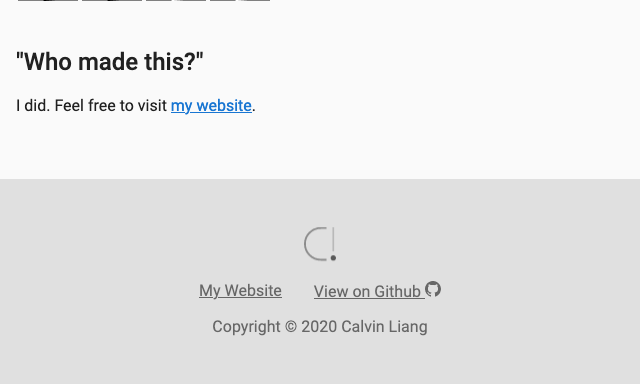 "Who made this?"
I did. Feel free to visit my website.
C!
My Website View on Github
Copyright © 2020 Calvin Liang